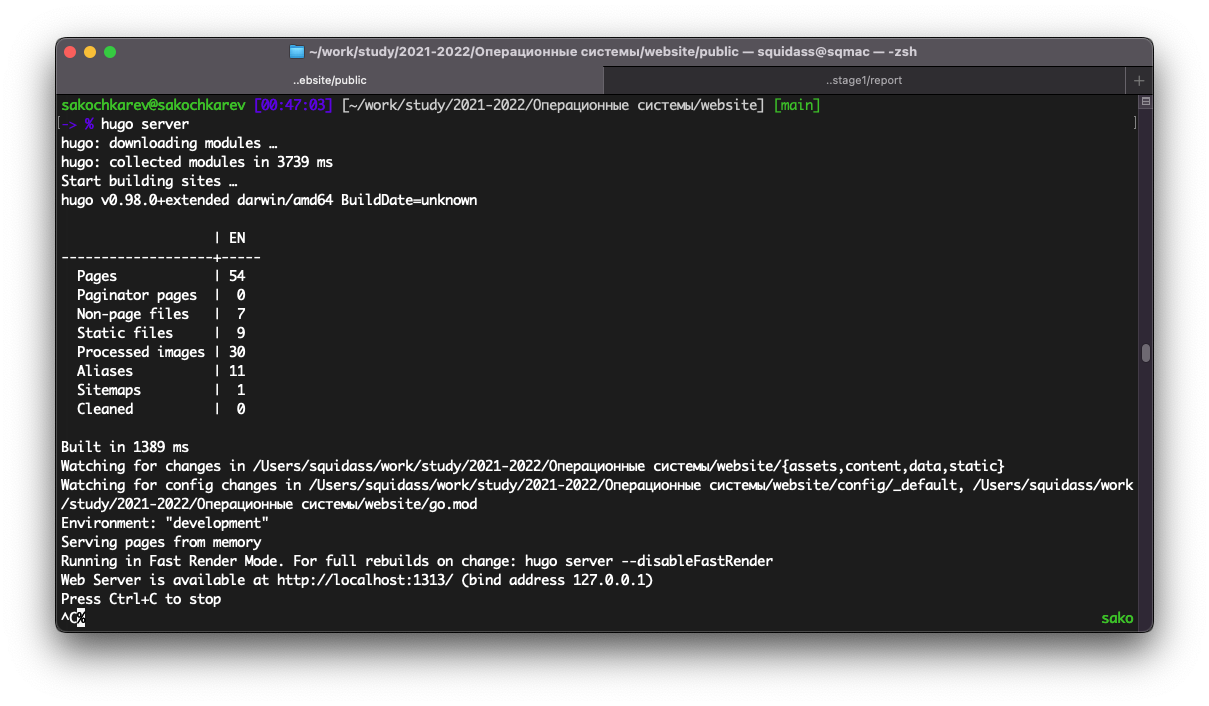 ~/work/study/2021-2022/Операционные системы/website/public — squidass@sqmac — -zsh
..ebsite/public
..stage1/report
sakochkarev@sakochkarev [00:47:03] [~/work/study/2021-2022/Операционные системы/website] [main]
[-> % hugo server ]
hugo: downloading modules …
hugo: collected modules in 3739 ms
Start building sites …
hugo v0.98.0+extended darwin/amd64 BuildDate=unknown
                   | EN
-------------------+-----
  Pages            | 54
  Paginator pages  |  0
  Non-page files   |  7
  Static files     |  9
  Processed images | 30
  Aliases          | 11
  Sitemaps         |  1
  Cleaned          |  0
Built in 1389 ms
Watching for changes in /Users/squidass/work/study/2021-2022/Операционные системы/website/{assets,content,data,static}
Watching for config changes in /Users/squidass/work/study/2021-2022/Операционные системы/website/config/_default, /Users/squidass/work
/study/2021-2022/Операционные системы/website/go.mod
Environment: "development"
Serving pages from memory
Running in Fast Render Mode. For full rebuilds on change: hugo server --disableFastRender
Web Server is available at http://localhost:1313/ (bind address 127.0.0.1)
Press Ctrl+C to stop
^C% sako